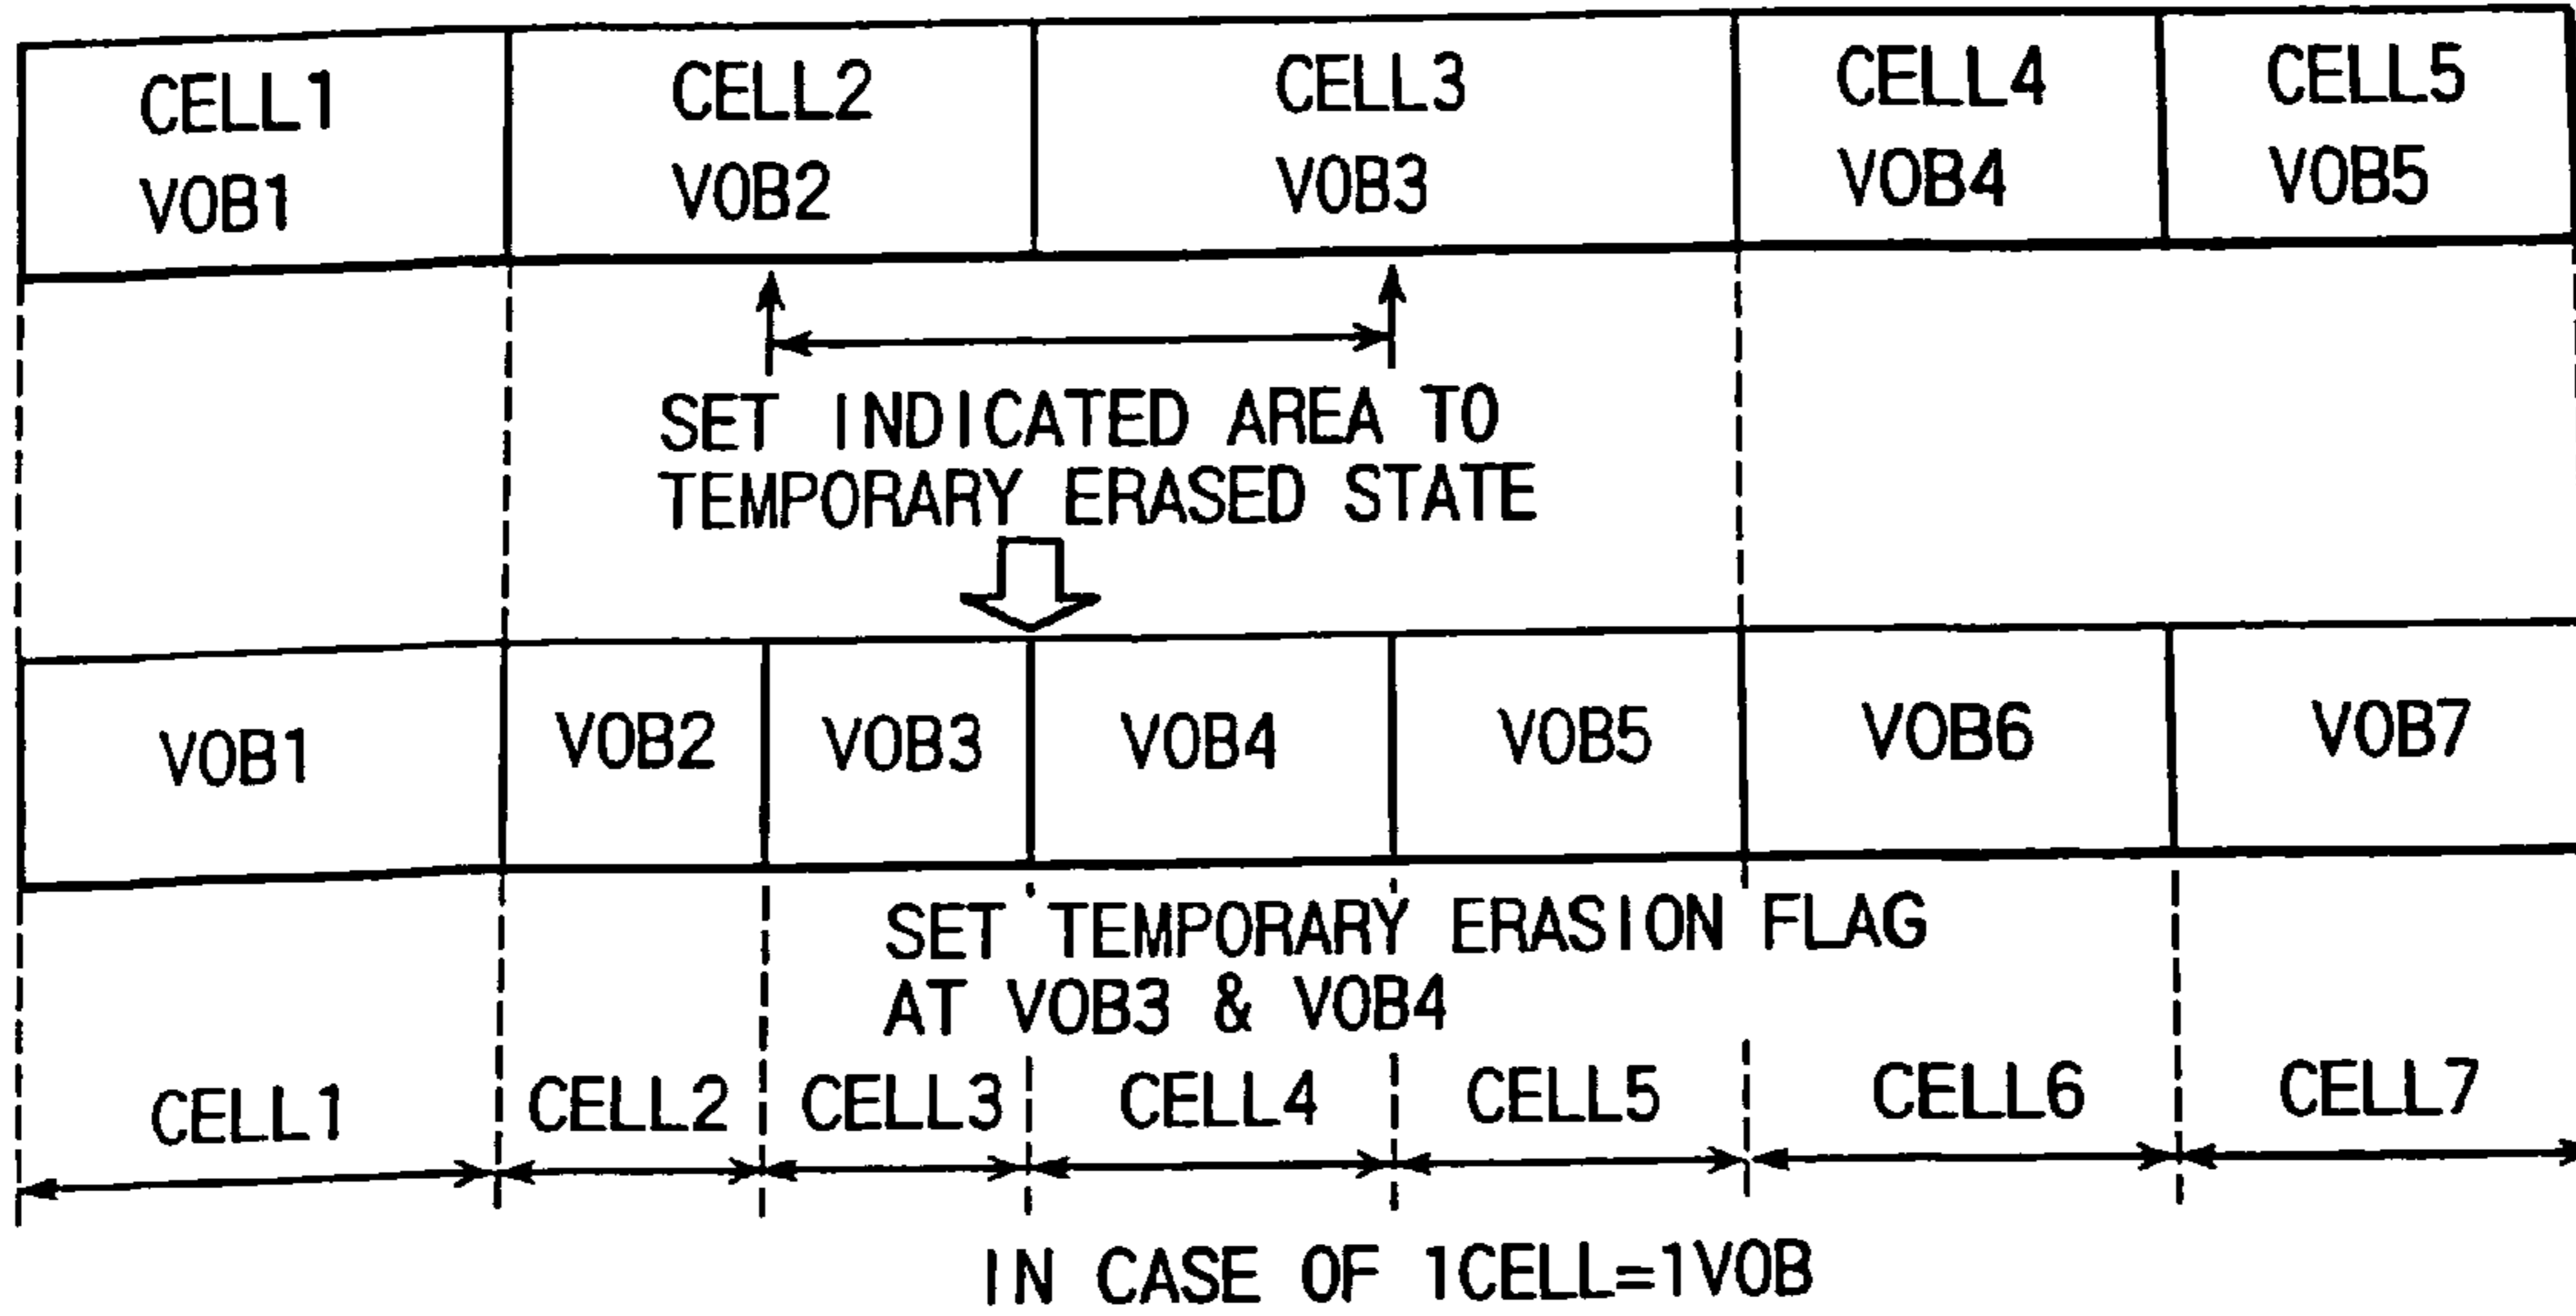 CELL1 CELL2 CELL3 CELL4 CELL5
VOB1 VOB2 VOB3 VOB4 VOB5
SET INDICATED AREA TO
TEMPORARY ERASED STATE
VOB1 VOB2 VOB3 VOB4 VOB5 VOB6 VOB7
SET TEMPORARY ERASION FLAG
AT VOB3 & VOB4
CELL1 CELL2 CELL3 CELL4 CELL5 CELL6 CELL7
IN CASE OF 1CELL=1VOB